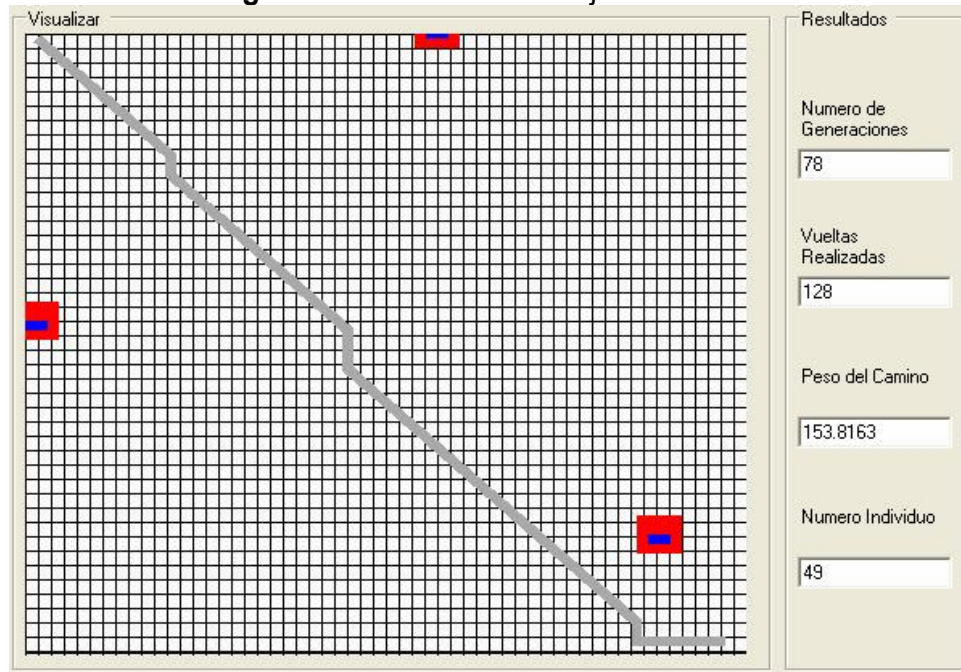 Visualizar
Resultados
Numero de
Generaciones
78
Vueltas
Realizadas
128
Peso del Camino
153.8163
Numero Individuo
49